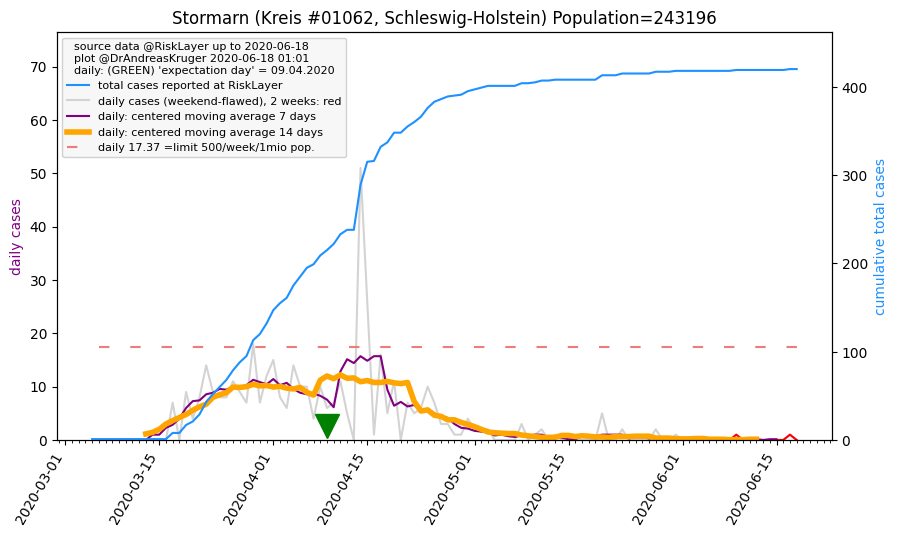 Stormarn (Kreis #01062, Schleswig-Holstein) Population=243196
source data @RiskLayer up to 2020-06-18
plot @DrAndreasKruger 2020-06-18 01:01
daily: (GREEN) 'expectation day' = 09.04.2020
total cases reported at RiskLayer
daily cases (weekend-flawed), 2 weeks: red
daily: centered moving average 7 days
daily: centered moving average 14 days
daily 17.37 =limit 500/week/1mio pop.
daily cases
70
60
50
40
30
20
10
0
cumulative total cases
400
300
200
100
0
2020-03-01
2020-03-15
2020-04-01
2020-04-15
2020-05-01
2020-05-15
2020-06-01
2020-06-15